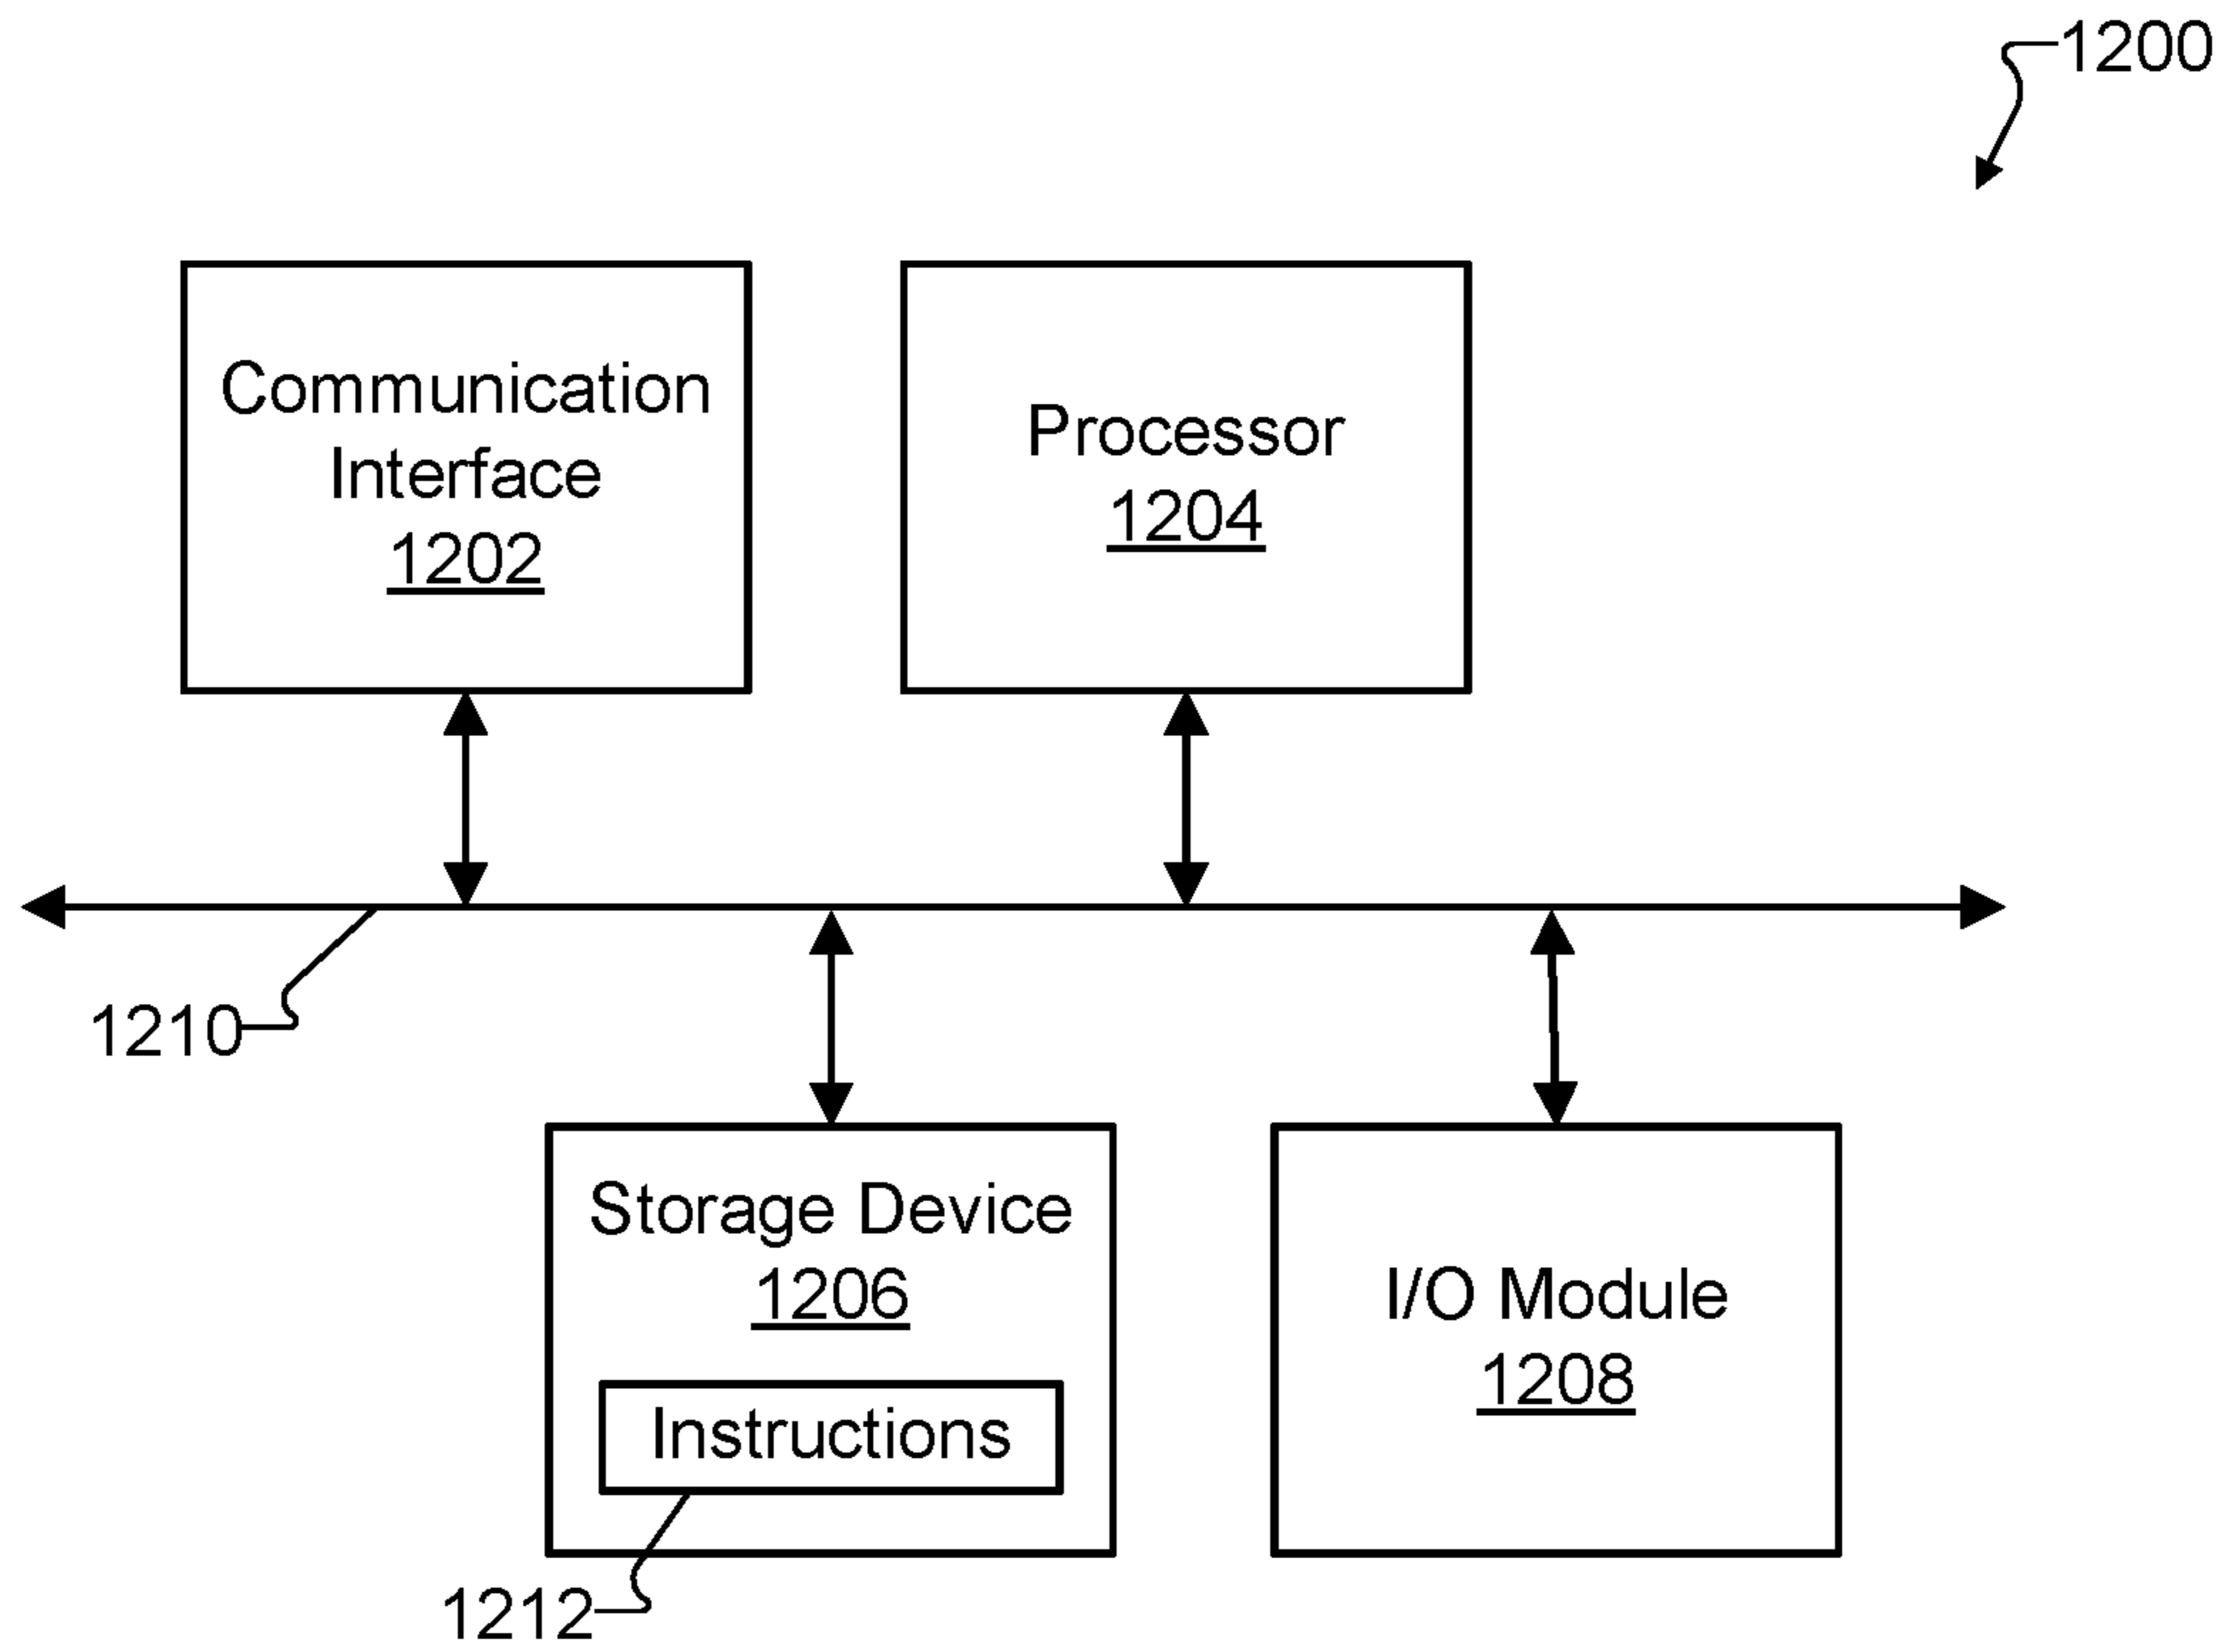 1200
Communication
Interface
1202
Processor
1204
1210
Storage Device
1206
Instructions
1212
I/O Module
1208